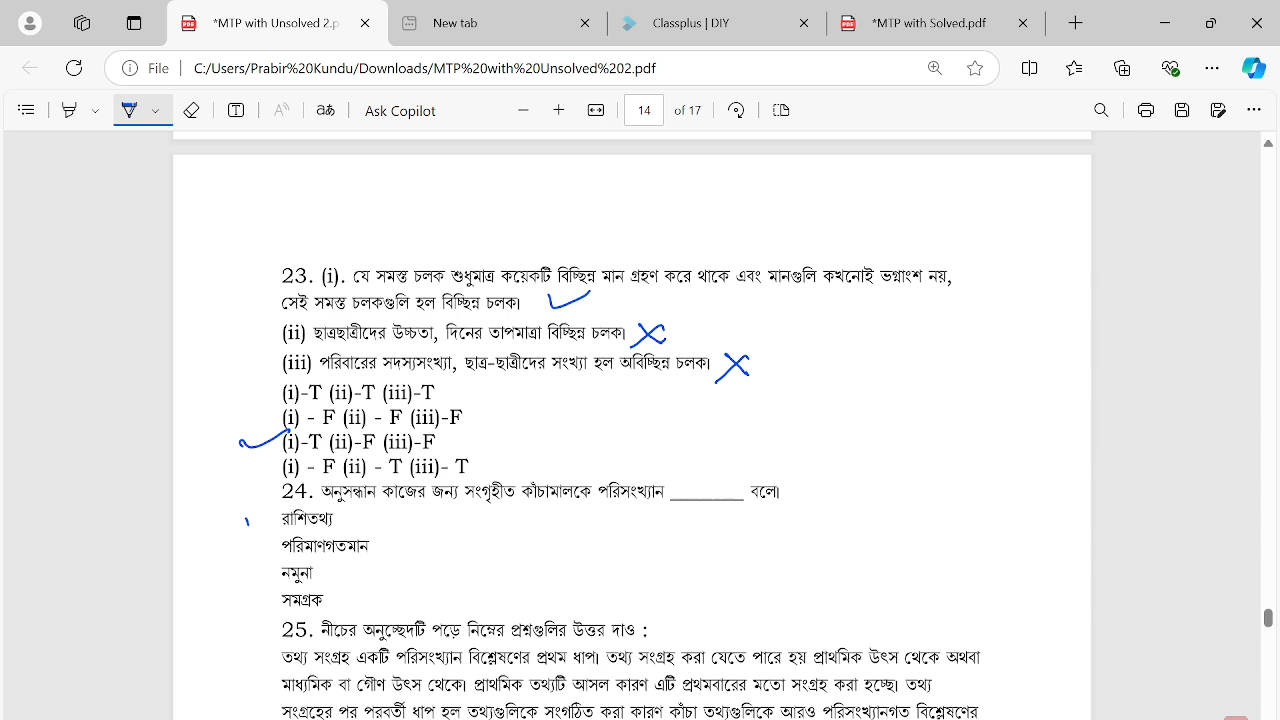 *MTP with Unsolved 2.p
New tab
Classplus | DIY
*MTP with Solved.pdf
File
C:/Users/Prabir%20Kundu/Downloads/MTP%20with%20Unsolved%202.pdf
Ask Copilot
14 of 17
23. (i). যে সমস্ত চলক শুধুমাত্র কয়েকটি বিচ্ছিন্ন মান গ্রহণ করে থাকে এবং মানগুলি কখনোই ভগ্নাংশ নয়,
সেই সমস্ত চলকগুলি হল বিচ্ছিন্ন চলক।
(ii) ছাত্রছাত্রীদের উচ্চতা, দিনের তাপমাত্রা বিচ্ছিন্ন চলক।
(iii) পরিবারের সদস্যসংখ্যা, ছাত্র-ছাত্রীদের সংখ্যা হল অবিচ্ছিন্ন চলক।
(i)-T (ii)-T (iii)-T
(i) - F (ii) - F (iii)-F
(i)-T (ii)-F (iii)-F
(i) - F (ii) - T (iii)- T
24. অনুসন্ধান কাজের জন্য সংগৃহীত কাঁচামালকে পরিসংখ্যান ________ বলে।
রাশিতথ্য
পরিমাণগতমান
নমুনা
সমগ্রক
25. নীচের অনুচ্ছেদটি পড়ে নিম্নের প্রশ্নগুলির উত্তর দাও :
তথ্য সংগ্রহ একটি পরিসংখ্যান বিশ্লেষণের প্রথম ধাপ। তথ্য সংগ্রহ করা যেতে পারে হয় প্রাথমিক উৎস থেকে অথবা
মাধ্যমিক বা গৌণ উৎস থেকে। প্রাথমিক তথ্যটি আসল কারণ এটি প্রথমবারের মতো সংগ্রহ করা হচ্ছে। তথ্য
সংগ্রহের পর পরবর্তী ধাপ হল তথ্যগুলিকে সংগঠিত করা কারণ কাঁচা তথ্যগুলিকে আরও পরিসংখ্যানগত বিশ্লেষণের